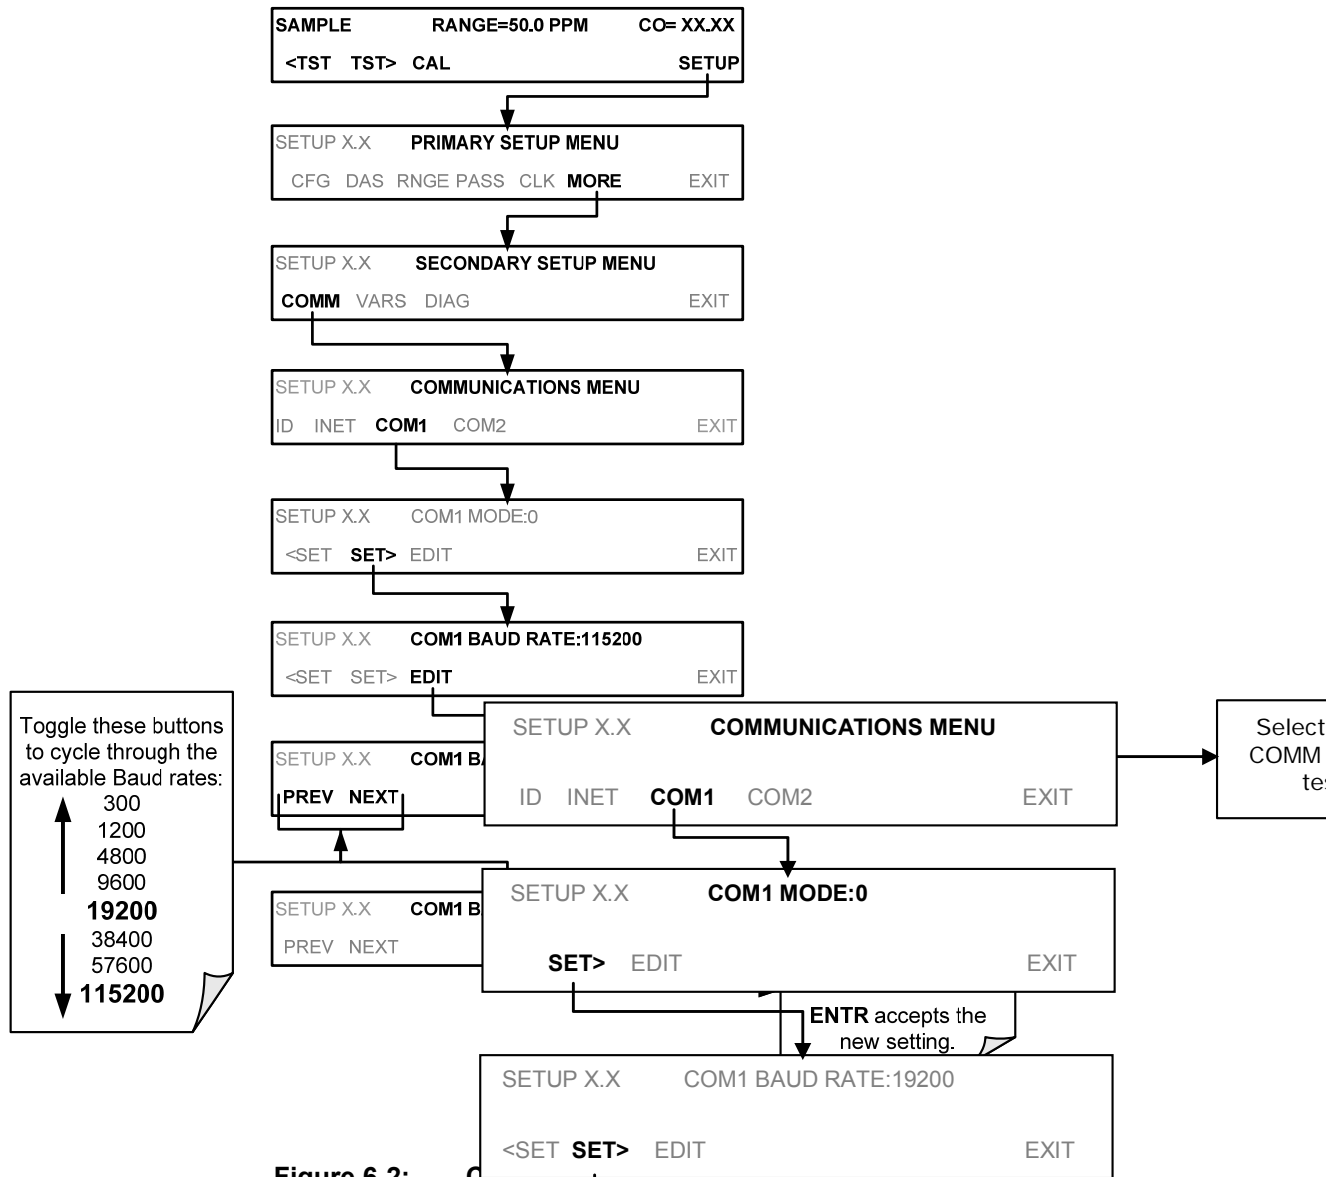 SAMPLE RANGE=50.0 PPM CO= XX.XX
<TST TST> CAL SETUP
SETUP X.X PRIMARY SETUP MENU
CFG DAS RNGE PASS CLK MORE EXIT
SETUP X.X SECONDARY SETUP MENU
COMM VARS DIAG EXIT
SETUP X.X COMMUNICATIONS MENU
ID INET COM1 COM2 EXIT
SETUP X.X COM1 MODE:0
<SET SET> EDIT EXIT
SETUP X.X COM1 BAUD RATE:115200
<SET SET> EDIT EXIT
Toggle these buttons
to cycle through the
available Baud rates:
300
1200
4800
9600
19200
38400
57600
115200
SETUP X.X COM1
PREV NEXT
SETUP X.X COM1
PREV NEXT
SETUP X.X COMMUNICATIONS MENU
ID INET COM1 COM2 EXIT
Select
COMM
SETUP X.X COM1 MODE:0
SET> EDIT EXIT
ENTR accepts the
new setting.
SETUP X.X COM1 BAUD RATE:19200
<SET SET> EDIT EXIT
Figure 6-2: